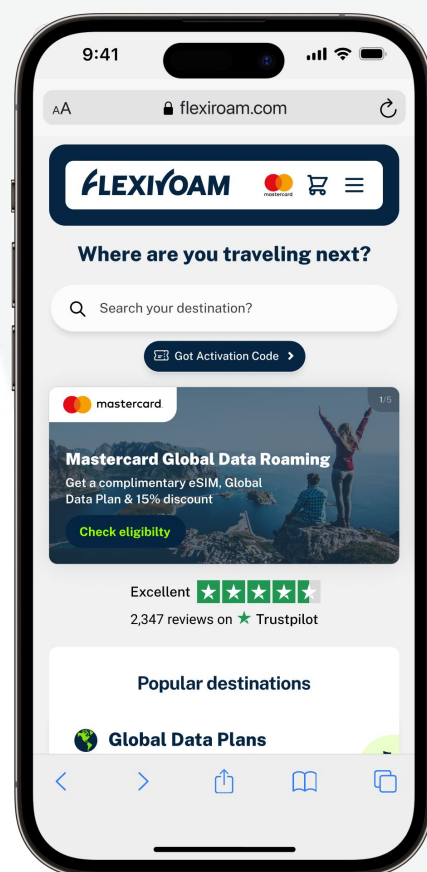 9:41
AA
flexiroam.com
FLEXIROAM
mastercard
Where are you traveling next?
Search your destination?
Got Activation Code
mastercard.
1/5
Mastercard Global Data Roaming
Get a complimentary eSIM, Global
Data Plan & 15% discount
Check eligibilty
Excellent
2,347 reviews on Trustpilot
Popular destinations
Global Data Plans